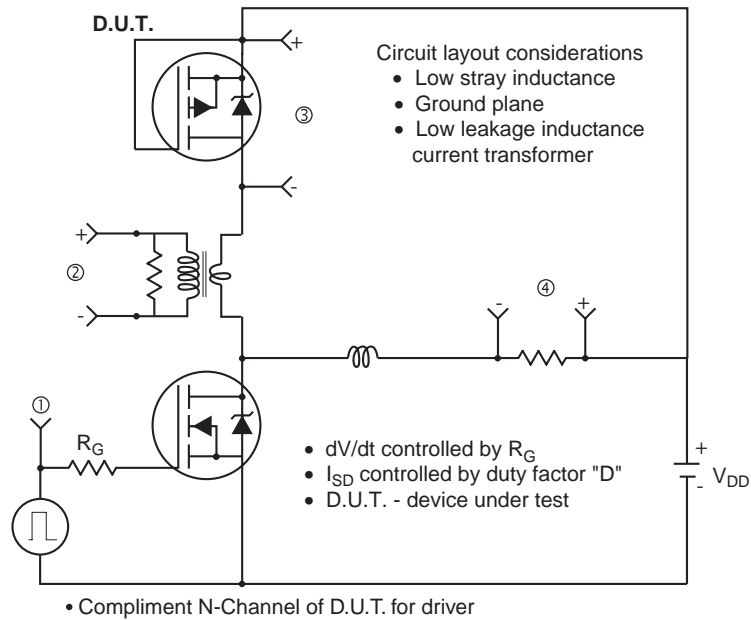 D.U.T.
+
Circuit layout considerations
• Low stray inductance
• Ground plane
• Low leakage inductance
current transformer
③
-
+
②
-
④
- +
①
R_G
• dV/dt controlled by R_G
• I_SD controlled by duty factor "D"
• D.U.T. - device under test
+
V_DD
-
• Compliment N-Channel of D.U.T. for driver